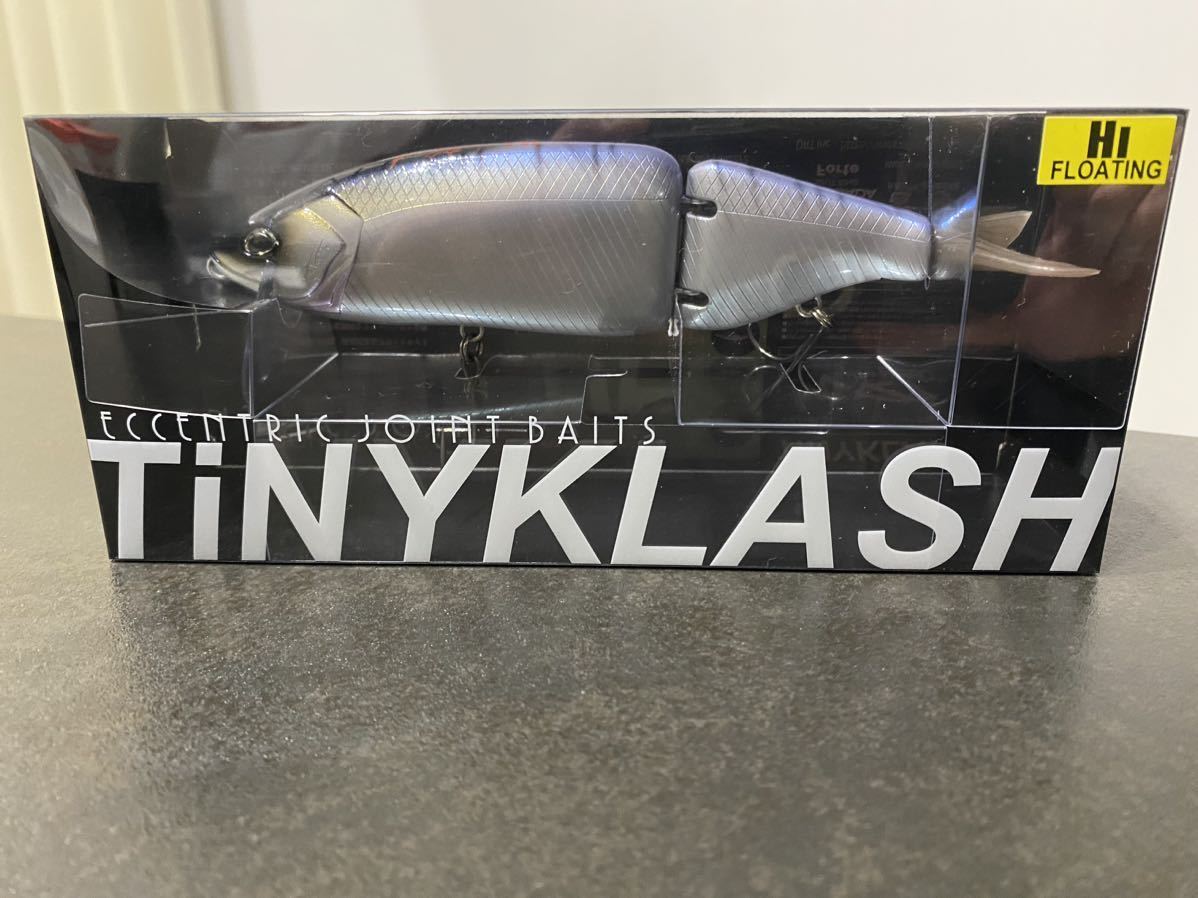 HI
FLOATING
ECCENTRIC JOINT BAITS
TiNYKLASH